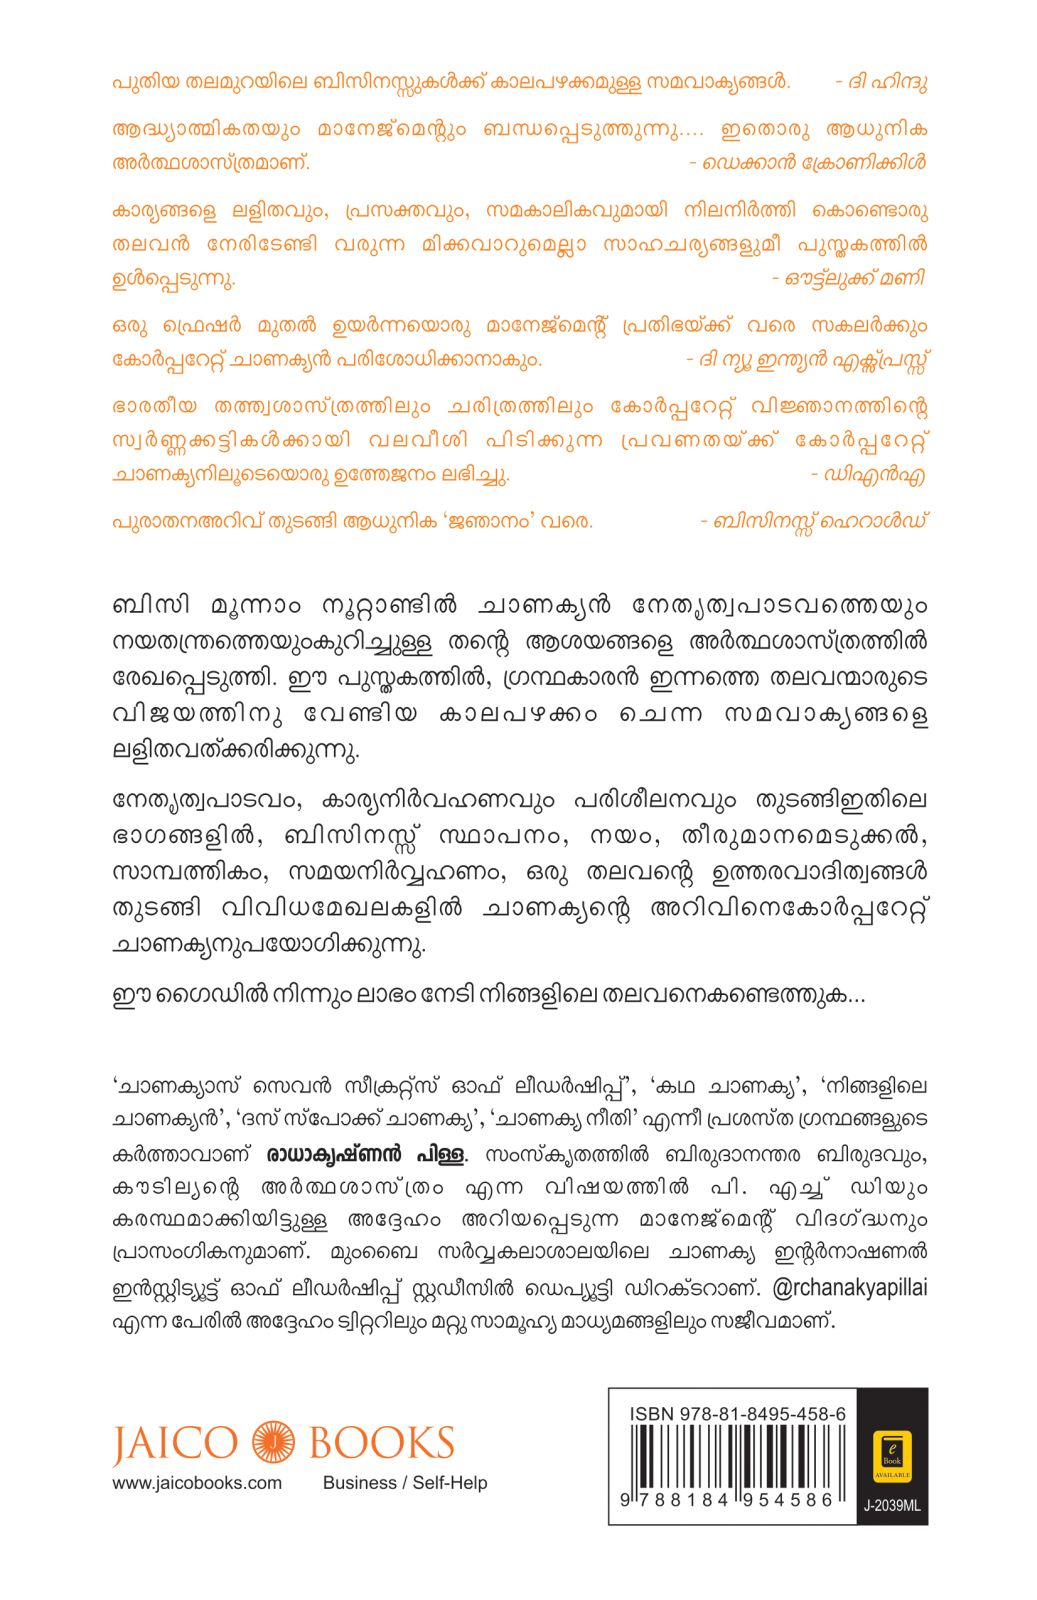 പുതിയ തലമുറയിലെ ബിസിനസ്സുകൾക്ക് കാലപഴക്കമുള്ള സമവാക്യങ്ങൾ. - ദി ഹിന്ദു
ആദ്ധ്യാത്മികതയും മാനേജ്മെന്റും ബന്ധപ്പെടുത്തുന്നു.... ഇതൊരു ആധുനിക
അർത്ഥശാസ്ത്രമാണ്. - ഡെക്കാൻ ക്രോണിക്കിൾ
കാര്യങ്ങളെ ലളിതവും, പ്രസക്തവും, സമകാലികവുമായി നിലനിർത്തി കൊണ്ടൊരു
തലവൻ നേരിടേണ്ടി വരുന്ന മിക്കവാറുമെല്ലാ സാഹചര്യങ്ങളുമീ പുസ്തകത്തിൽ
ഉൾപ്പെടുന്നു. - ഔട്ട്ലുക്ക് മണി
ഒരു ഫ്രെഷർ മുതൽ ഉയർന്നയൊരു മാനേജ്മെന്റ് പ്രതിഭയ്ക്ക് വരെ സകലർക്കും
കോർപ്പറേറ്റ് ചാണക്യൻ പരിശോധിക്കാനാകും. - ദി ന്യൂ ഇന്ത്യൻ എക്സ്പ്രസ്സ്
ഭാരതീയ തത്ത്വശാസ്ത്രത്തിലും ചരിത്രത്തിലും കോർപ്പറേറ്റ് വിജ്ഞാനത്തിന്റെ
സ്വർണ്ണക്കട്ടികൾക്കായി വലവീശി പിടിക്കുന്ന പ്രവണതയ്ക്ക് കോർപ്പറേറ്റ്
ചാണക്യനിലൂടെയൊരു ഉത്തേജനം ലഭിച്ചു. - ഡിഎൻഎ
പുരാതനഅറിവ് തുടങ്ങി ആധുനിക ‘ജഞാനം’ വരെ. - ബിസിനസ്സ് ഹെറാൾഡ്
ബിസി മൂന്നാം നൂറ്റാണ്ടിൽ ചാണക്യൻ നേതൃത്വപാടവത്തെയും
നയതന്ത്രത്തെയുംകുറിച്ചുള്ള തന്റെ ആശയങ്ങളെ അർത്ഥശാസ്ത്രത്തിൽ
രേഖപ്പെടുത്തി. ഈ പുസ്തകത്തിൽ, ഗ്രന്ഥകാരൻ ഇന്നത്തെ തലവന്മാരുടെ
വിജയത്തിനു വേണ്ടിയ കാലപഴക്കം ചെന്ന സമവാക്യങ്ങളെ
ലളിതവത്ക്കരിക്കുന്നു.
നേതൃത്വപാടവം, കാര്യനിർവഹണവും പരിശീലനവും തുടങ്ങിഇതിലെ
ഭാഗങ്ങളിൽ, ബിസിനസ്സ് സ്ഥാപനം, നയം, തീരുമാനമെടുക്കൽ,
സാമ്പത്തികം, സമയനിർവ്വഹണം, ഒരു തലവന്റെ ഉത്തരവാദിത്വങ്ങൾ
തുടങ്ങി വിവിധമേഖലകളിൽ ചാണക്യന്റെ അറിവിനെകോർപ്പറേറ്റ്
ചാണക്യനുപയോഗിക്കുന്നു.
ഈ ഗൈഡിൽ നിന്നും ലാഭം നേടി നിങ്ങളിലെ തലവനെകണ്ടെത്തുക...
‘ചാണക്യാസ് സെവൻ സീക്രറ്റ്സ് ഓഫ് ലീഡർഷിപ്പ്’, ‘കഥ ചാണക്യ’, ‘നിങ്ങളിലെ
ചാണക്യൻ’, ‘ദസ് സ്പോക്ക് ചാണക്യ’, ‘ചാണക്യ നീതി’ എന്നീ പ്രശസ്ത ഗ്രന്ഥങ്ങളുടെ
കർത്താവാണ് രാധാകൃഷ്ണൻ പിള്ള. സംസ്കൃതത്തിൽ ബിരുദാനന്തര ബിരുദവും,
കൗടില്യന്റെ അർത്ഥശാസ്ത്രം എന്ന വിഷയത്തിൽ പി. എച്ച് ഡിയും
കരസ്ഥമാക്കിയിട്ടുള്ള അദ്ദേഹം അറിയപ്പെടുന്ന മാനേജ്മെന്റ് വിദഗ്ദ്ധനും
പ്രാസംഗികനുമാണ്. മുംബൈ സർവ്വകലാശാലയിലെ ചാണക്യ ഇന്റർനാഷണൽ
ഇൻസ്റ്റിട്യൂട്ട് ഓഫ് ലീഡർഷിപ്പ് സ്റ്റഡീസിൽ ഡെപ്യൂട്ടി ഡിറക്ടറാണ്. @rchanakyapillai
എന്ന പേരിൽ അദ്ദേഹം ട്വിറ്ററിലും മറ്റു സാമൂഹ്യ മാധ്യമങ്ങളിലും സജീവമാണ്.
JAICO J BOOKS
www.jaicobooks.com Business / Self-Help
ISBN 978-81-8495-458-6
9 788184 954586
e
Book
AVAILABLE
J-2039ML